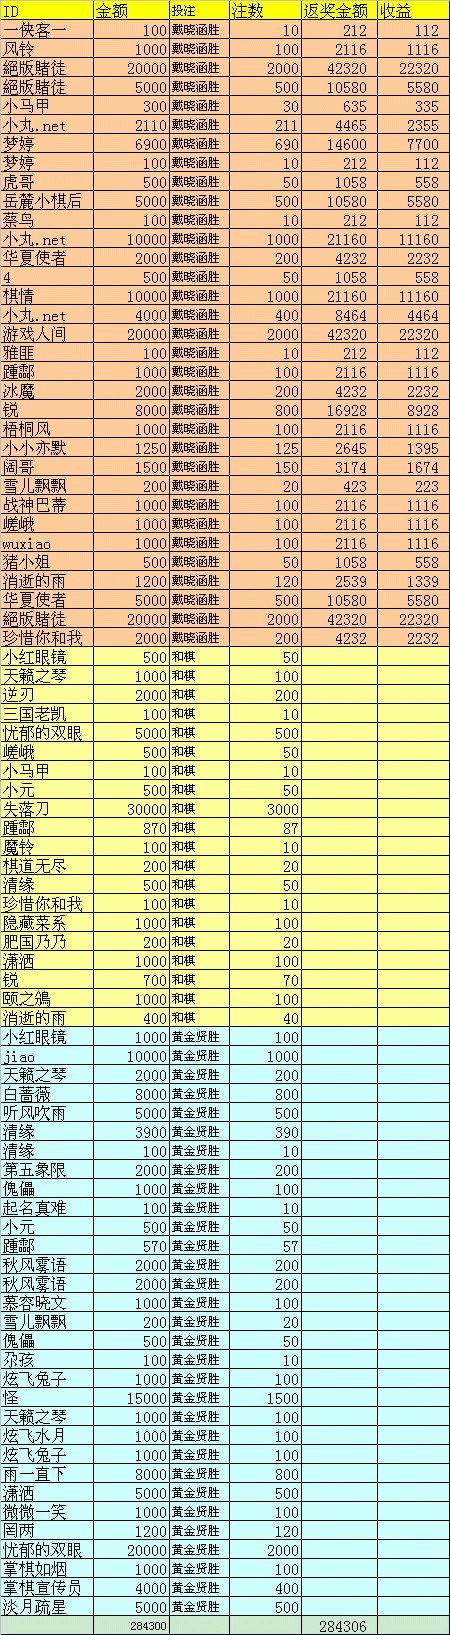 ID 金额 投注 注数 返奖金额 收益
一侠客一 100 戴晓函胜 10 212 112
风铃 1000 戴晓函胜 100 2116 1116
絕版賭徒 20000 戴晓函胜 2000 42320 22320
絕版賭徒 5000 戴晓函胜 500 10580 5580
小马甲 300 戴晓函胜 30 635 335
小丸.net 2110 戴晓函胜 211 4465 2355
梦婷 6900 戴晓函胜 690 14600 7700
梦婷 100 戴晓函胜 10 212 112
虎哥 500 戴晓函胜 50 1058 558
岳麓小棋后 5000 戴晓函胜 500 10580 5580
蔡鸟 100 戴晓函胜 10 212 112
小丸.net 10000 戴晓函胜 1000 21160 11160
华夏使者 2000 戴晓函胜 200 4232 2232
4 500 戴晓函胜 50 1058 558
棋情 10000 戴晓函胜 1000 21160 11160
小丸.net 4000 戴晓函胜 400 8464 4464
游戏人间 20000 戴晓函胜 2000 42320 22320
雅匪 100 戴晓函胜 10 212 112
踵酃 1000 戴晓函胜 100 2116 1116
冰魔 2000 戴晓函胜 200 4232 2232
锐 8000 戴晓函胜 800 16928 8928
梧桐风 1000 戴晓函胜 100 2116 1116
小小亦默 1250 戴晓函胜 125 2645 1395
阔哥 1500 戴晓函胜 150 3174 1674
雪儿飘飘 200 戴晓函胜 20 423 223
战神巴蒂 1000 戴晓函胜 100 2116 1116
嵯峨 1000 戴晓函胜 100 2116 1116
wuxiao 1000 戴晓函胜 100 2116 1116
猪小姐 500 戴晓函胜 50 1058 558
消逝的雨 1200 戴晓函胜 120 2539 1339
华夏使者 5000 戴晓函胜 500 10580 5580
絕版賭徒 20000 戴晓函胜 2000 42320 22320
珍惜你和我 2000 戴晓函胜 200 4232 2232
小红眼镜 500 和棋 50
天籁之琴 1000 和棋 100
逆刃 2000 和棋 200
三国老凯 100 和棋 10
忧郁的双眼 5000 和棋 500
嵯峨 500 和棋 50
小马甲 100 和棋 10
小元 500 和棋 50
失落刀 30000 和棋 3000
踵酃 870 和棋 87
魔铃 100 和棋 10
棋道无尽 200 和棋 20
清缘 500 和棋 50
珍惜你和我 100 和棋 10
隐藏菜系 1000 和棋 100
肥国乃乃 200 和棋 20
潇洒 1000 和棋 100
锐 700 和棋 70
颐之鴒 1000 和棋 100
消逝的雨 400 和棋 40
小红眼镜 1000 黄金贤胜 100
jiao 10000 黄金贤胜 1000
天籁之琴 2000 黄金贤胜 200
白蔷薇 8000 黄金贤胜 800
听风吹雨 5000 黄金贤胜 500
清缘 3900 黄金贤胜 390
清缘 100 黄金贤胜 10
第五象限 2000 黄金贤胜 200
傀儡 1000 黄金贤胜 100
起名真难 100 黄金贤胜 10
小元 500 黄金贤胜 50
踵酃 570 黄金贤胜 57
秋风雾语 2000 黄金贤胜 200
秋风雾语 2000 黄金贤胜 200
慕容晓文 1000 黄金贤胜 100
雪儿飘飘 200 黄金贤胜 20
傀儡 500 黄金贤胜 50
尕孩 100 黄金贤胜 10
炫飞兔子 1000 黄金贤胜 100
怪 15000 黄金贤胜 1500
天籁之琴 1000 黄金贤胜 100
炫飞水月 1000 黄金贤胜 100
炫飞兔子 1000 黄金贤胜 100
雨一直下 8000 黄金贤胜 800
潇洒 5000 黄金贤胜 500
微微一笑 1000 黄金贤胜 100
罔两 1200 黄金贤胜 120
忧郁的双眼 20000 黄金贤胜 2000
掌棋如烟 1000 黄金贤胜 100
掌棋宣传员 4000 黄金贤胜 400
淡月疏星 5000 黄金贤胜 500
284300 284306